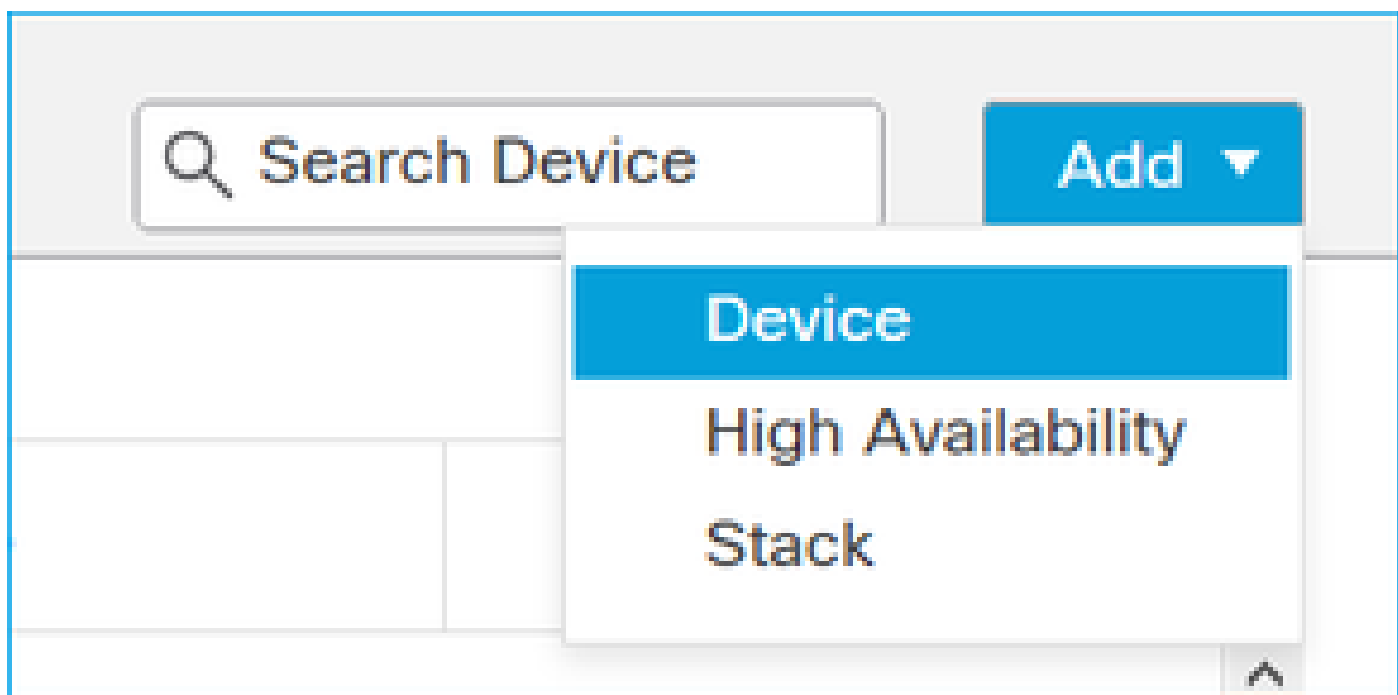 Search Device
Add
Device
High Availability
Stack